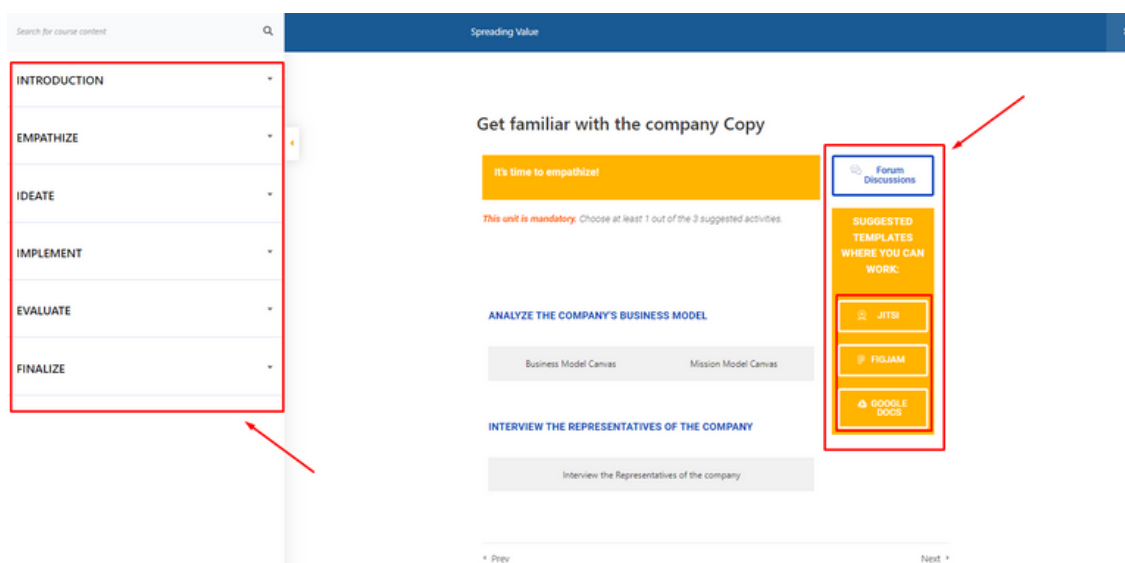 Search for course content
Spreading Value
INTRODUCTION
EMPATHIZE
IDEATE
IMPLEMENT
EVALUATE
FINALIZE
Get familiar with the company Copy
It's time to empathize!
This unit is mandatory. Choose at least 1 out of the 3 suggested activities.
ANALYZE THE COMPANY'S BUSINESS MODEL
Business Model Canvas
Mission Model Canvas
INTERVIEW THE REPRESENTATIVES OF THE COMPANY
Interview the Representatives of the company
Forum
Discussions
SUGGESTED
TEMPLATES
WHERE YOU CAN
WORK:
JITSI
FIGJAM
GOOGLE
DOCS
Prev
Next